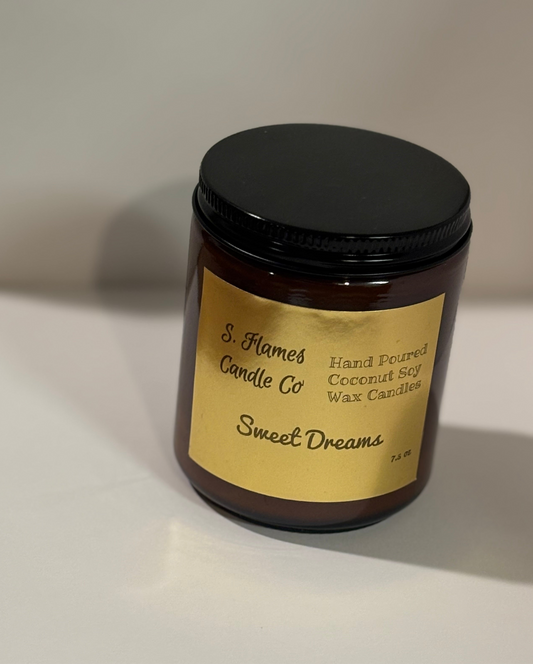 S. Flames
Candle Co
Hand Poured
Coconut Soy
Wax Candles
Sweet Dreams
7.5 oz